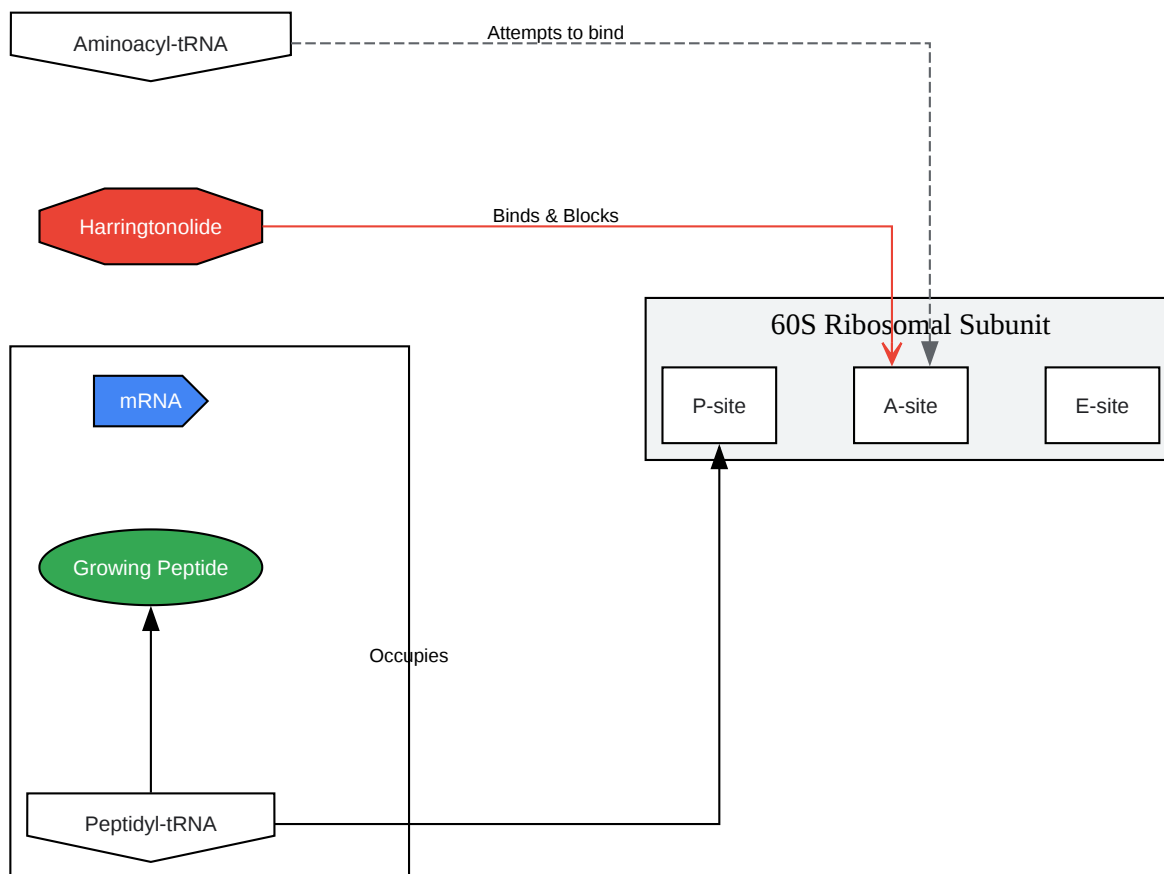 Aminoacyl-tRNA
Attempts to bind
Harringtonolide
Binds & Blocks
60S Ribosomal Subunit
P-site
A-site
E-site
mRNA
Growing Peptide
Occupies
Peptidyl-tRNA